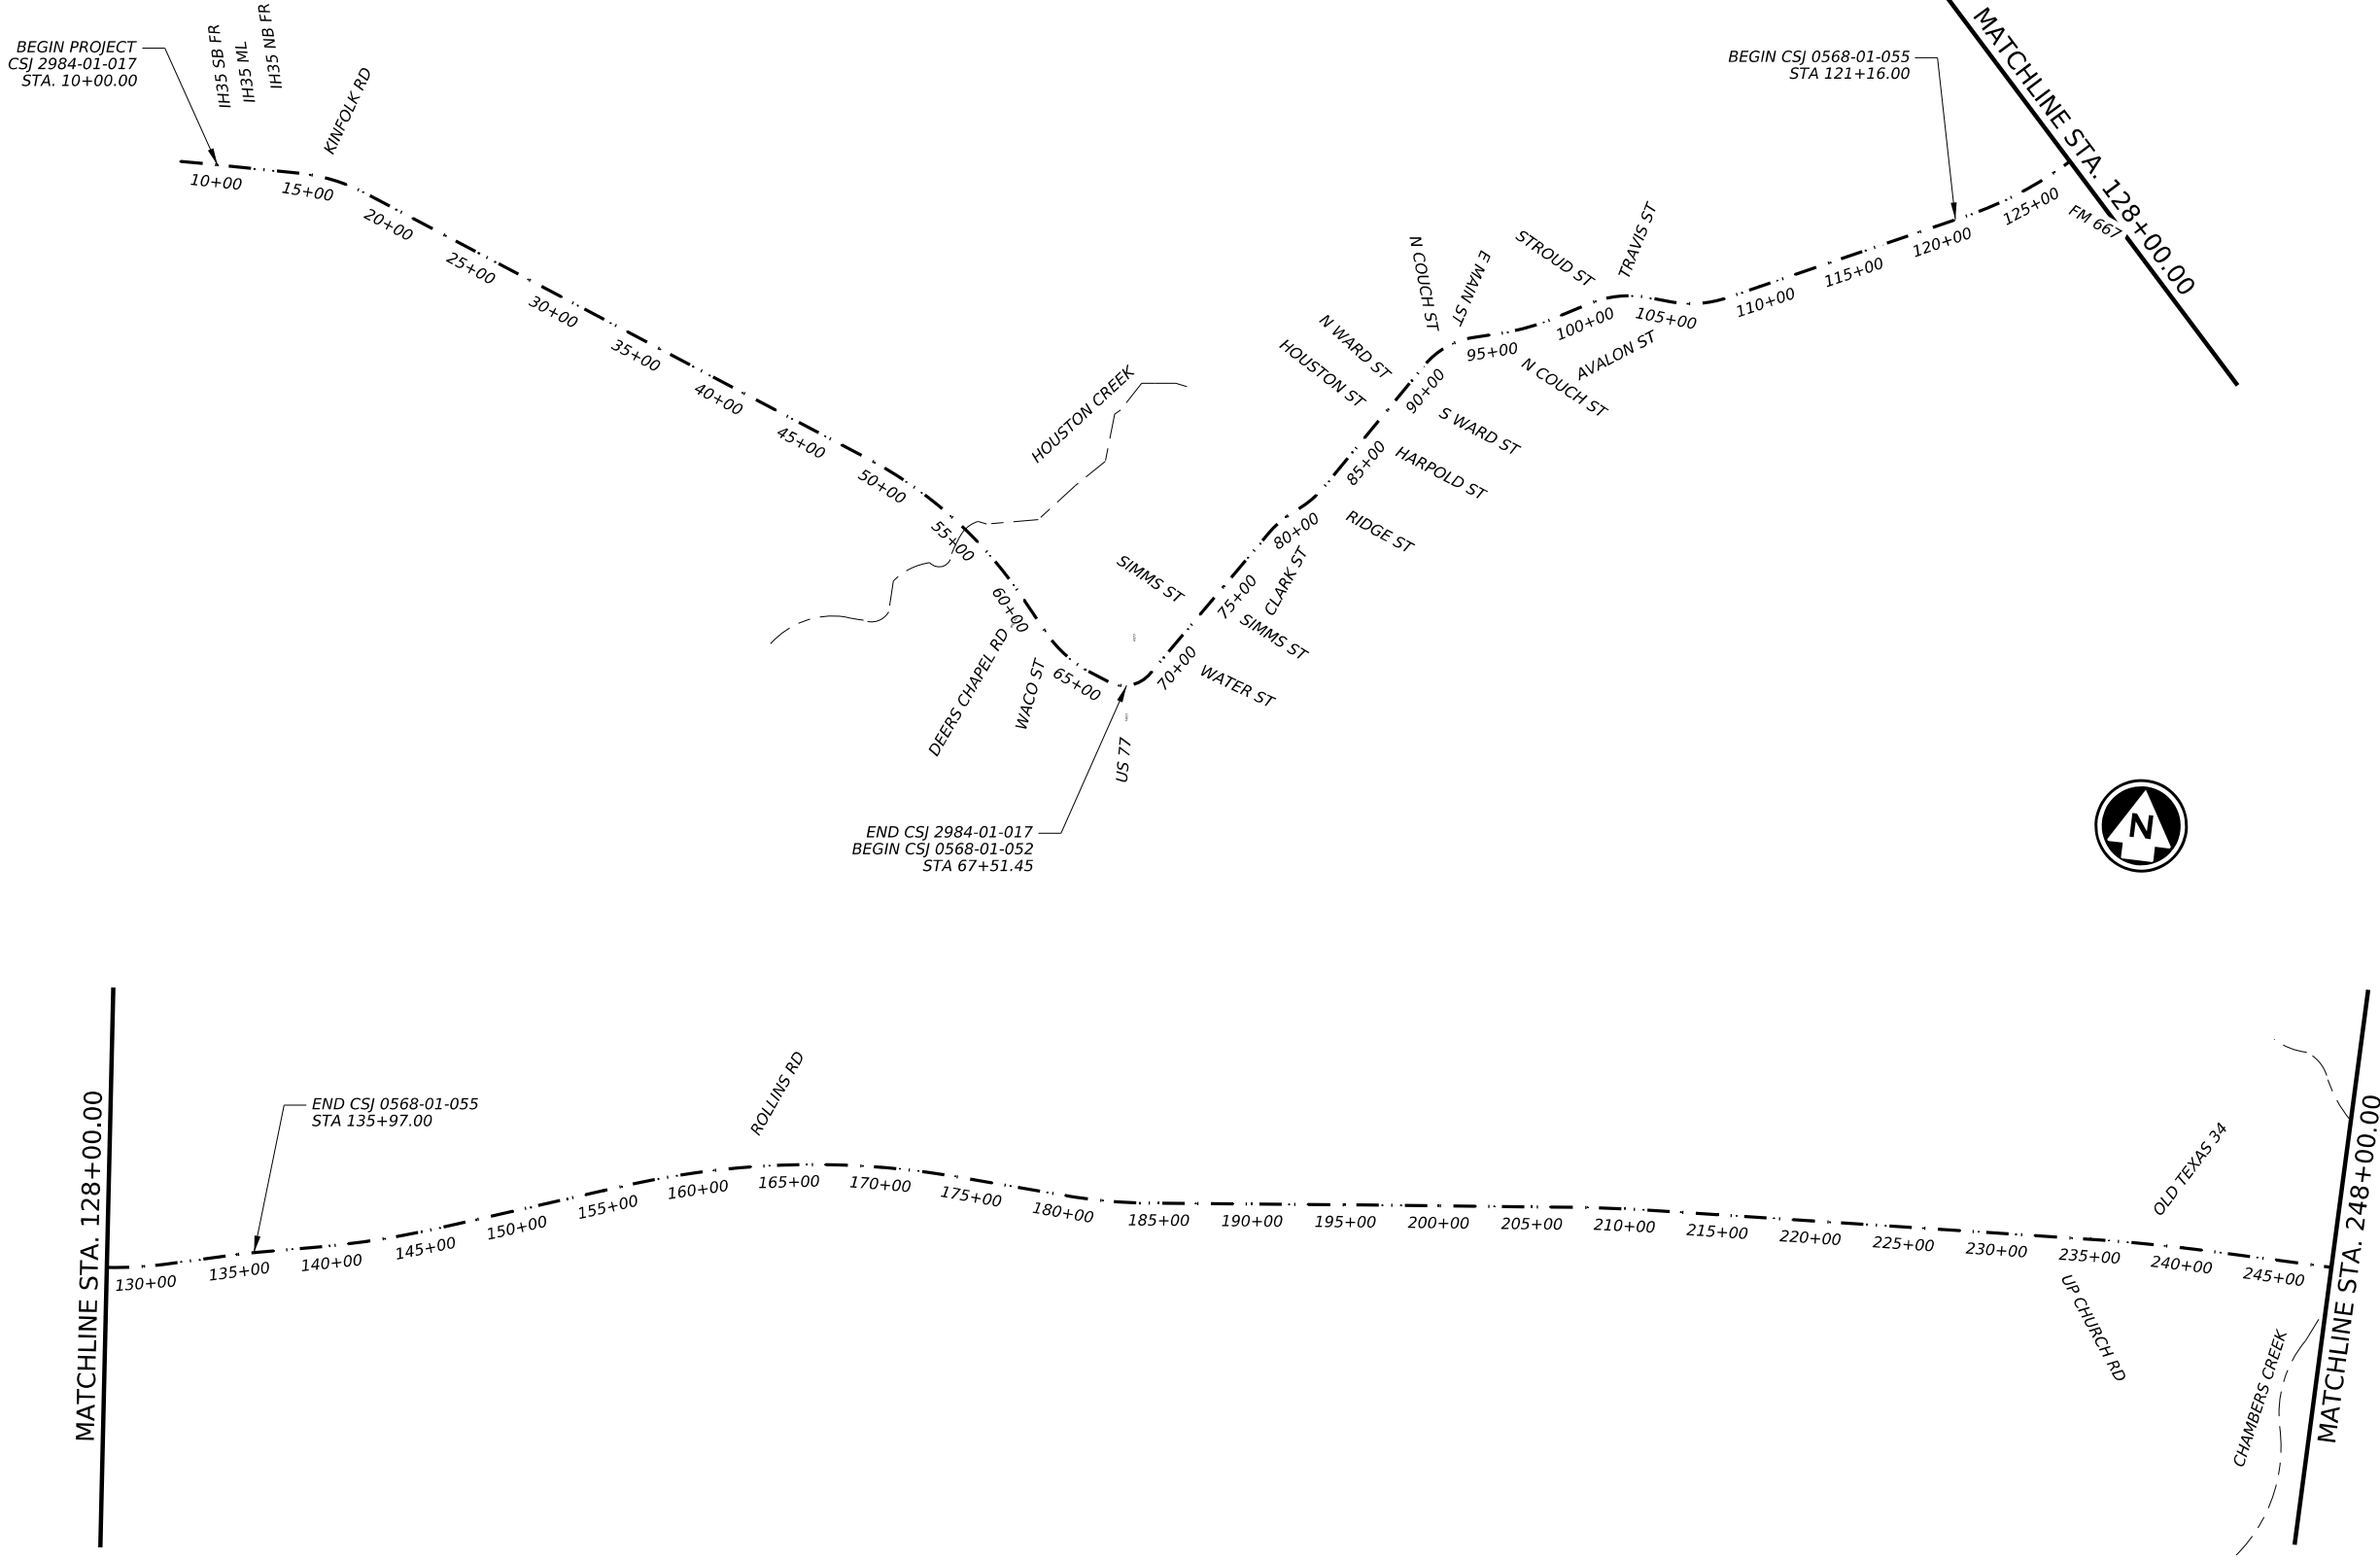 BEGIN PROJECT
CSJ 2984-01-017
STA. 10+00.00
IH35 SB FR
IH35 ML
IH35 NB FR
KINFOLK RD
10+00
15+00
20+00
25+00
30+00
35+00
40+00
45+00
50+00
55+00
60+00
65+00
70+00
75+00
80+00
85+00
90+00
95+00
100+00
105+00
110+00
115+00
120+00
125+00
HOUSTON CREEK
DEERS CHAPEL RD
WACO ST
US 77
END CSJ 2984-01-017
BEGIN CSJ 0568-01-052
STA 67+51.45
WATER ST
SIMMS ST
SIMMS ST
CLARK ST
RIDGE ST
HARPOLD ST
S WARD ST
HOUSTON ST
N WARD ST
N COUCH ST
E MAIN ST
N COUCH ST
AVALON ST
STROUD ST
TRAVIS ST
BEGIN CSJ 0568-01-055
STA 121+16.00
FM 667
MATCHLINE STA. 128+00.00
N
MATCHLINE STA. 128+00.00
END CSJ 0568-01-055
STA 135+97.00
ROLLINS RD
130+00
135+00
140+00
145+00
150+00
155+00
160+00
165+00
170+00
175+00
180+00
185+00
190+00
195+00
200+00
205+00
210+00
215+00
220+00
225+00
230+00
235+00
240+00
245+00
OLD TEXAS 34
UP CHURCH RD
CHAMBERS CREEK
MATCHLINE STA. 248+00.00